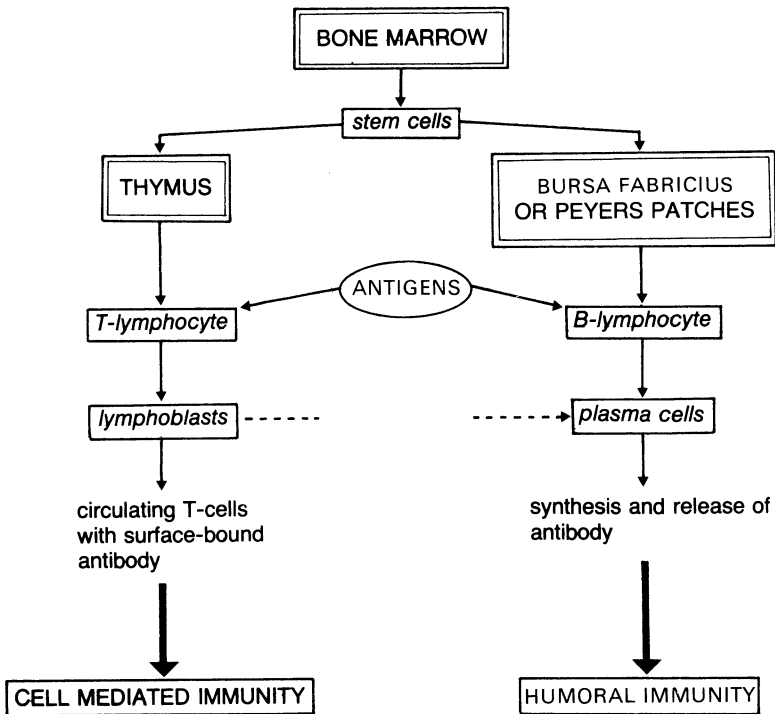 BONE MARROW
stem cells
THYMUS
BURSA FABRICIUS
OR PEYERS PATCHES
ANTIGENS
T-lymphocyte
B-lymphocyte
lymphoblasts
plasma cells
circulating T-cells
with surface-bound
antibody
synthesis and release of
antibody
CELL MEDIATED IMMUNITY
HUMORAL IMMUNITY